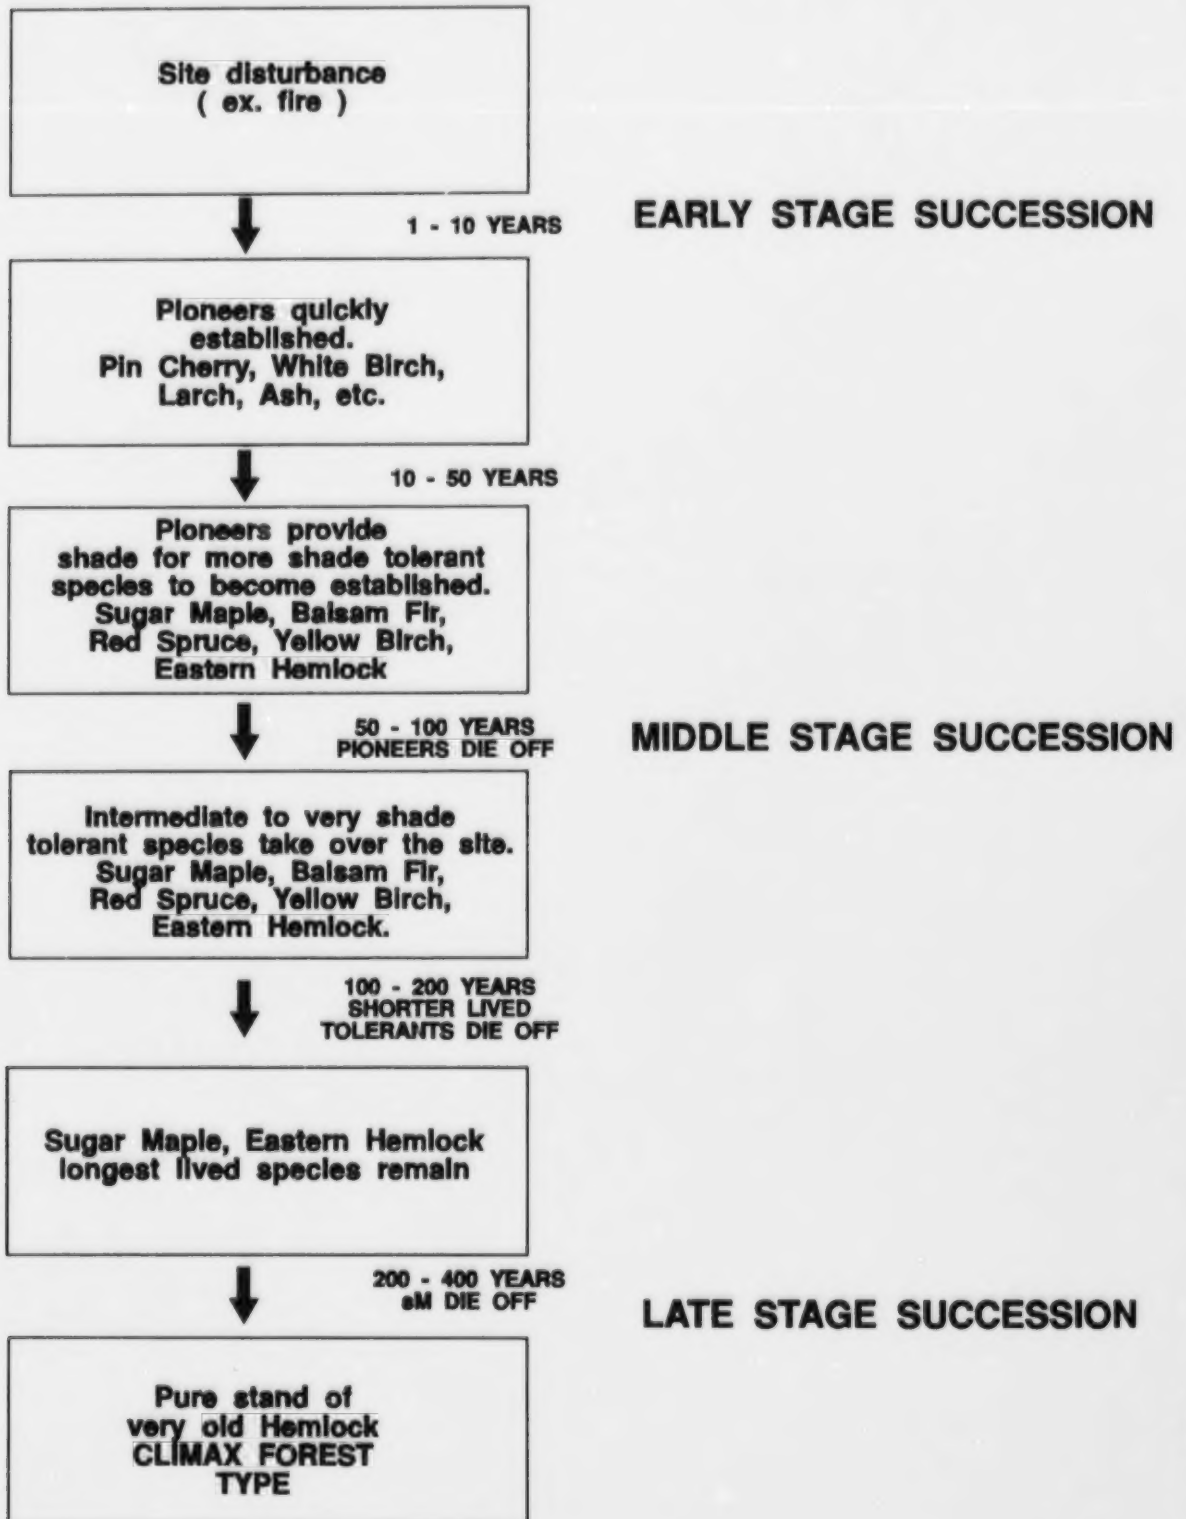 Site disturbance
( ex. fire )
1 - 10 YEARS
EARLY STAGE SUCCESSION
Pioneers quickly
established.
Pin Cherry, White Birch,
Larch, Ash, etc.
10 - 50 YEARS
Pioneers provide
shade for more shade tolerant
species to become established.
Sugar Maple, Balsam Fir,
Red Spruce, Yellow Birch,
Eastern Hemlock
50 - 100 YEARS
PIONEERS DIE OFF
MIDDLE STAGE SUCCESSION
Intermediate to very shade
tolerant species take over the site.
Sugar Maple, Balsam Fir,
Red Spruce, Yellow Birch,
Eastern Hemlock.
100 - 200 YEARS
SHORTER LIVED
TOLERANTS DIE OFF
Sugar Maple, Eastern Hemlock
longest lived species remain
200 - 400 YEARS
sM DIE OFF
LATE STAGE SUCCESSION
Pure stand of
very old Hemlock
CLIMAX FOREST
TYPE